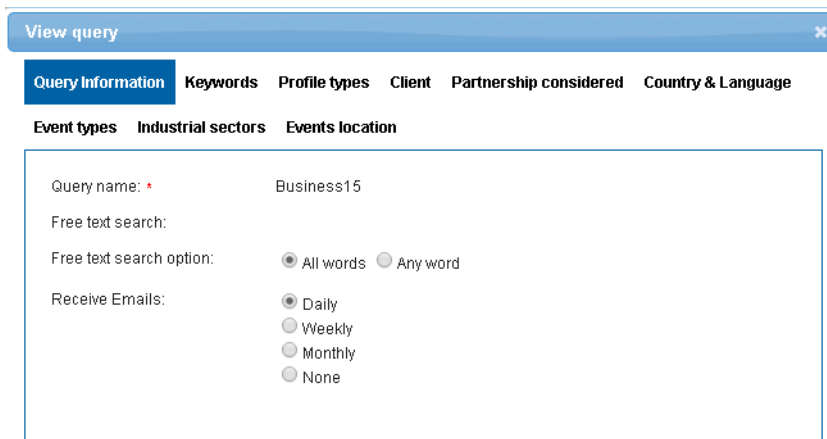 View query
Query Information Keywords Profile types Client Partnership considered Country & Language
Event types Industrial sectors Events location
Query name: * Business15
Free text search:
Free text search option: All words Any word
Receive Emails: Daily
Weekly
Monthly
None